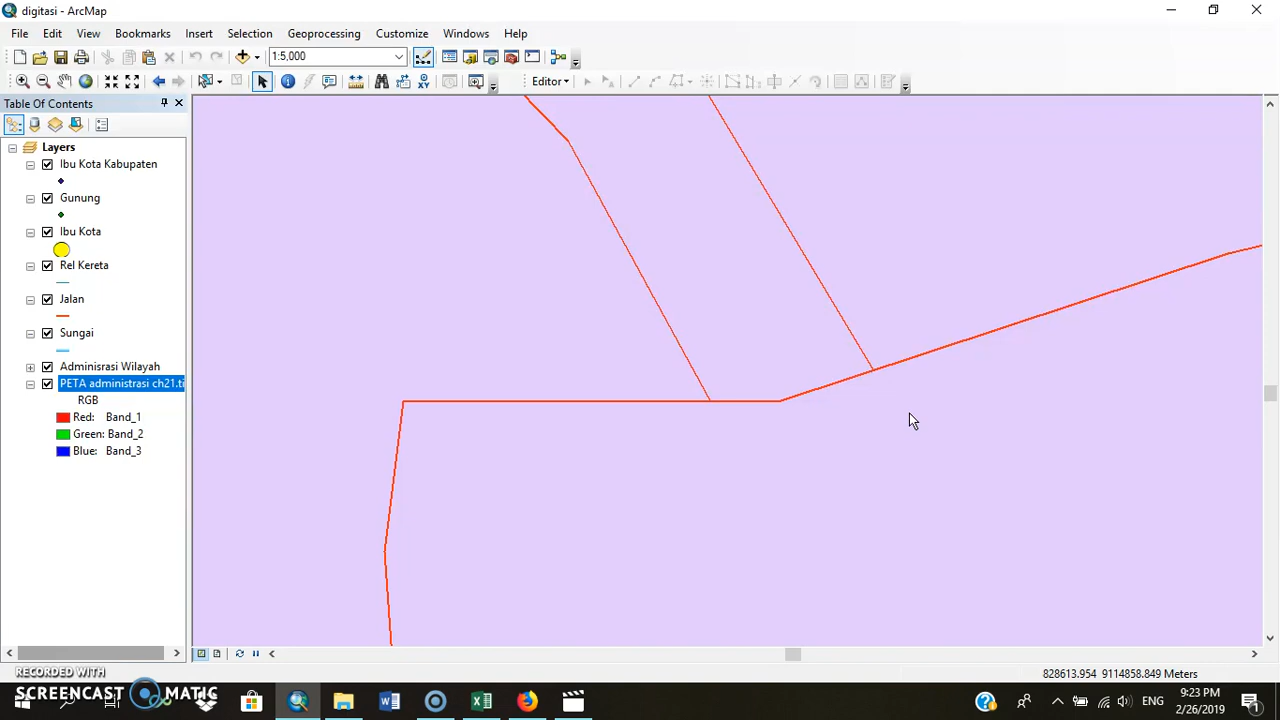 digitasi - ArcMap
File Edit View Bookmarks Insert Selection Geoprocessing Customize Windows Help
1:5,000
Editor
Table Of Contents
Layers
Ibu Kota Kabupaten
Gunung
Ibu Kota
Rel Kereta
Jalan
Sungai
Adminisrasi Wilayah
PETA administrasi ch21.ti
RGB
Red: Band_1
Green: Band_2
Blue: Band_3
828613.954 9114858.849 Meters
RECORDED WITH
SCREENCAST MATIC
ENG
9:23 PM
2/26/2019
1